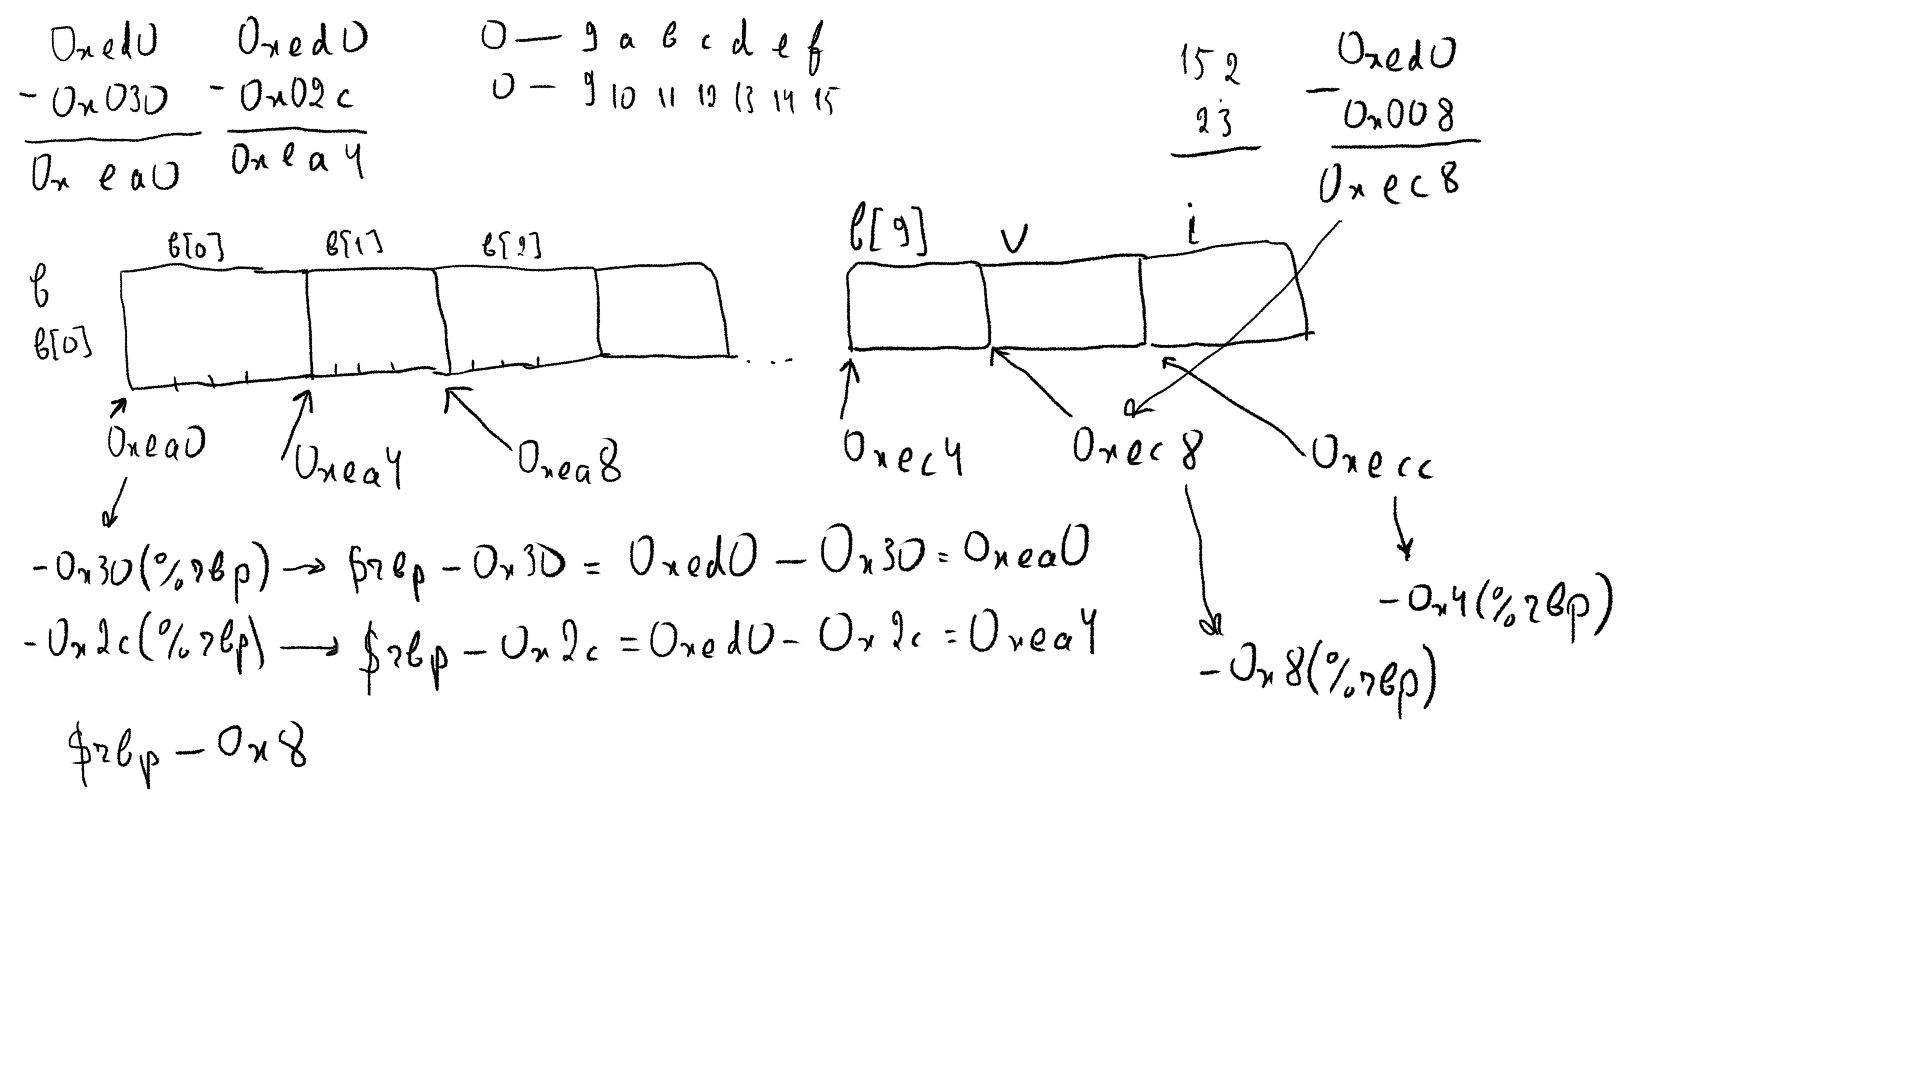 0xed0 0xed0 0 — 9 a b c d e f 152 0xed0
- 0x030 - 0x02c 0 — 9 10 11 12 13 14 15 23 - 0x008
0xea0 0xea4 0xec8
b[0] b[1] b[2] b[9] v i
b
b[0]
...
0xea0 0xea4 0xea8 0xec4 0xec8 0xecc
-0x30(%rbp) → $rbp - 0x30 = 0xed0 - 0x30 = 0xea0
-0x4(%rbp)
-0x2c(%rbp) → $rbp - 0x2c = 0xed0 - 0x2c = 0xea4
-0x8(%rbp)
$rbp - 0x8